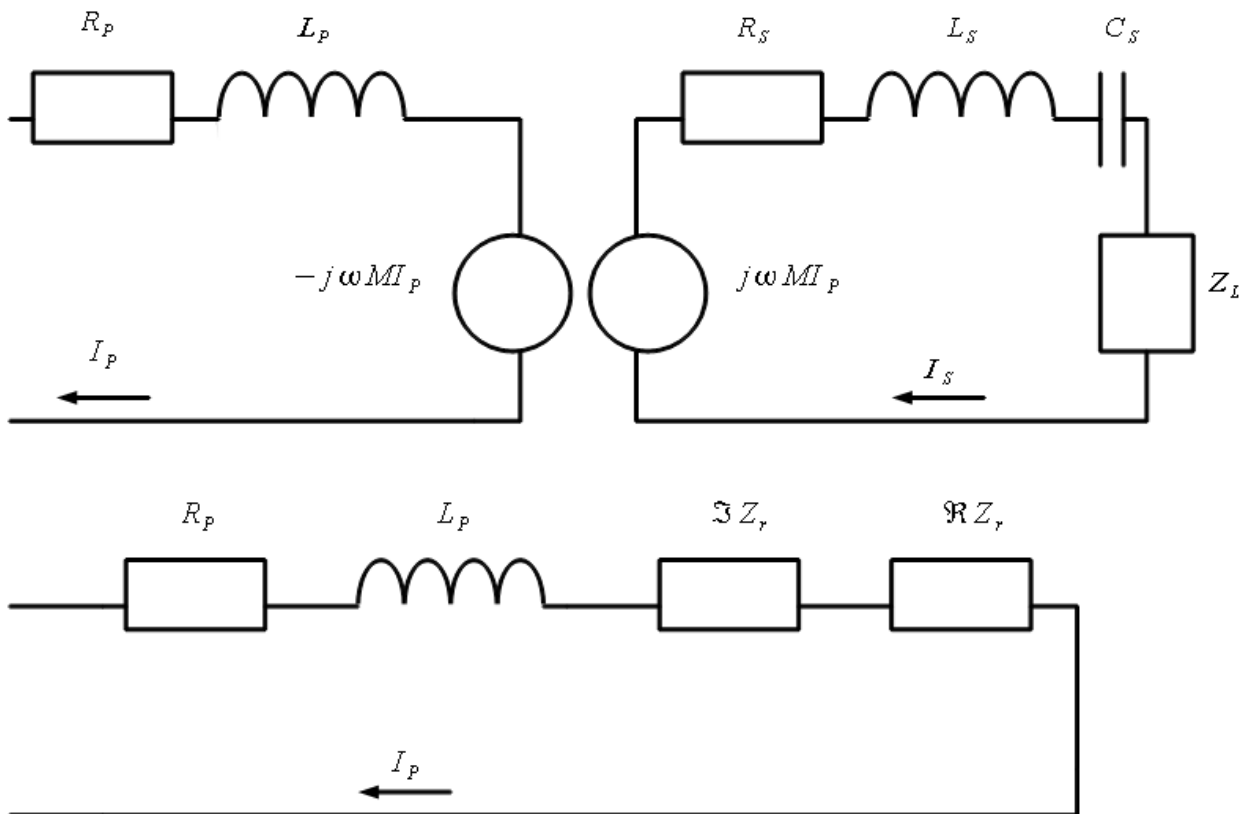 R_P L_P R_S L_S C_S
−jωMI_P jωMI_P Z_L
I_P I_S
R_P L_P ℑZ_r ℜZ_r
I_P